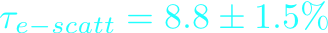 τ_{e−scatt} = 8.8 ± 1.5%